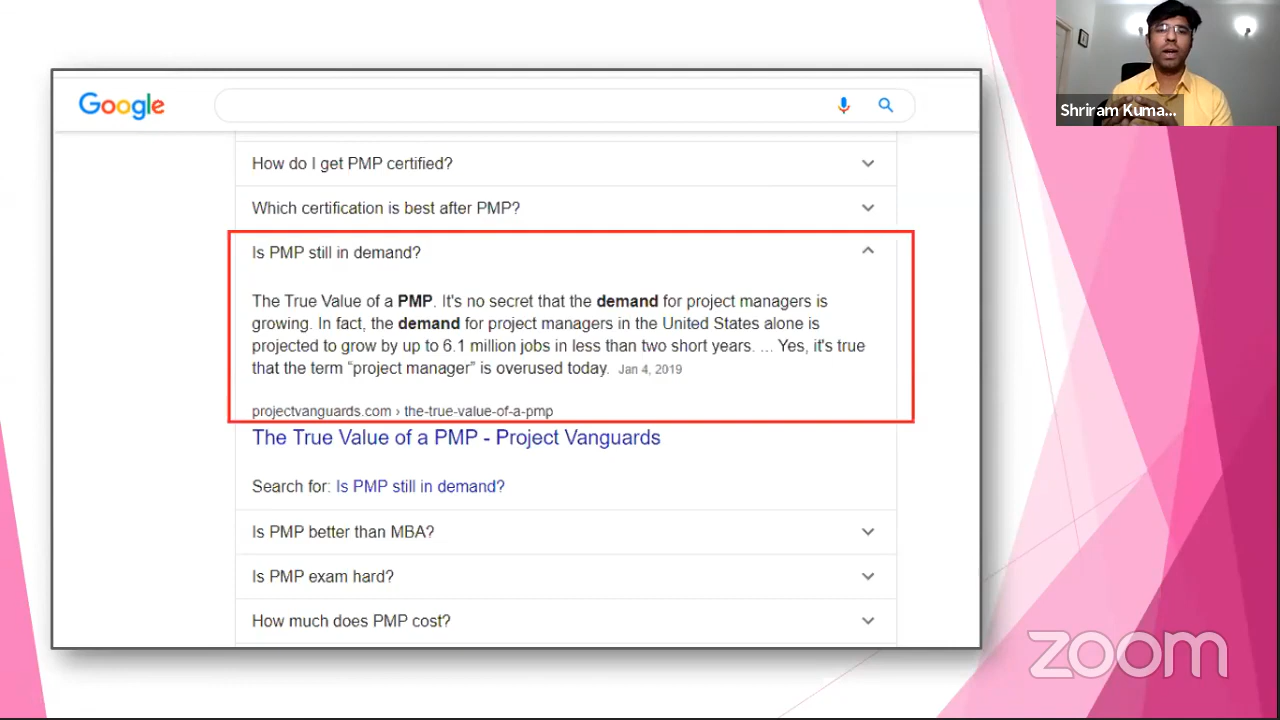 Shriram Kuma...
Google
How do I get PMP certified?
Which certification is best after PMP?
Is PMP still in demand?
The True Value of a PMP. It's no secret that the demand for project managers is
growing. In fact, the demand for project managers in the United States alone is
projected to grow by up to 6.1 million jobs in less than two short years. ... Yes, it's true
that the term “project manager” is overused today. Jan 4, 2019
projectvanguards.com › the-true-value-of-a-pmp
The True Value of a PMP - Project Vanguards
Search for: Is PMP still in demand?
Is PMP better than MBA?
Is PMP exam hard?
How much does PMP cost?
zoom